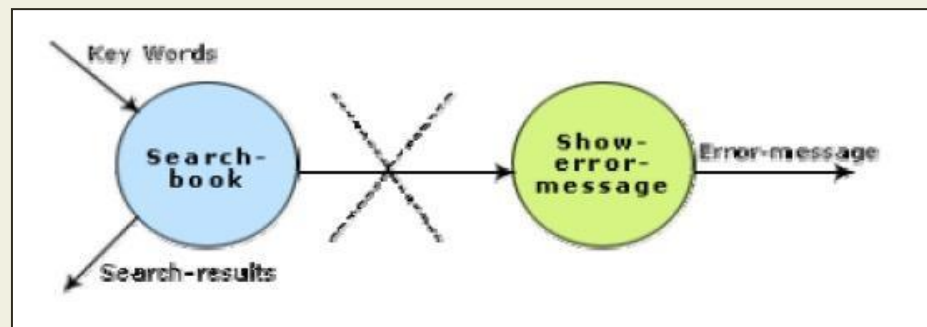 Key Words
Search-
book
Search-results
Show-
error-
message
Error-message